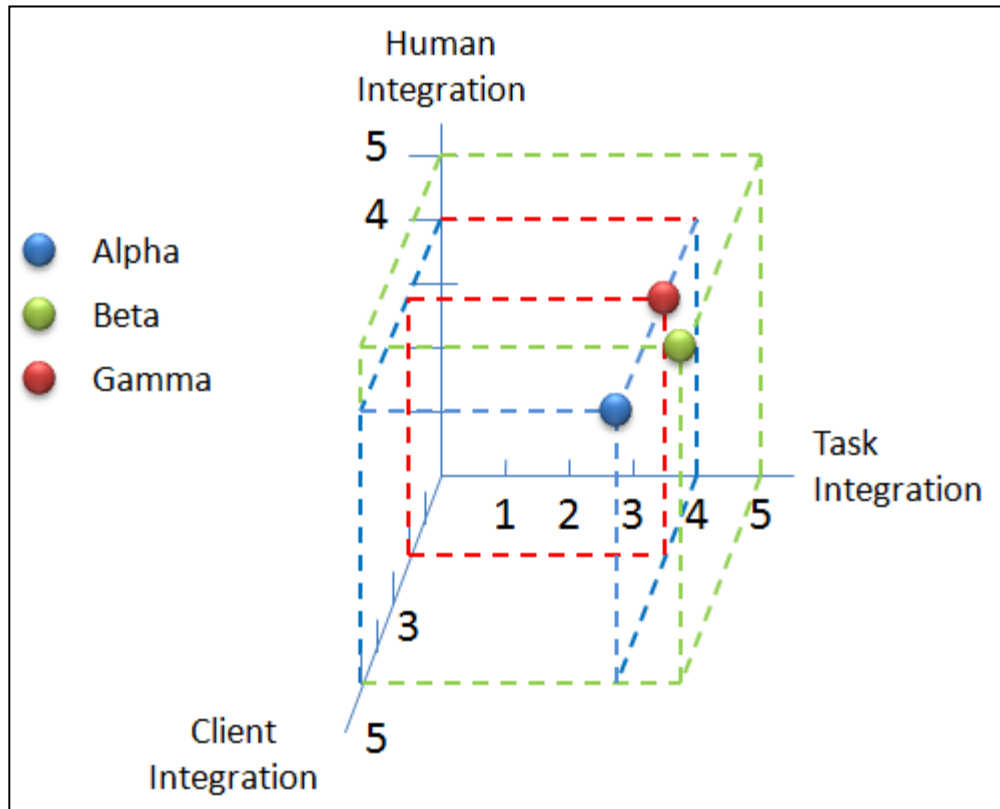 Human
Integration
5
4
Alpha
Beta
Gamma
Task
Integration
1 2 3 4 5
3
Client
Integration
5